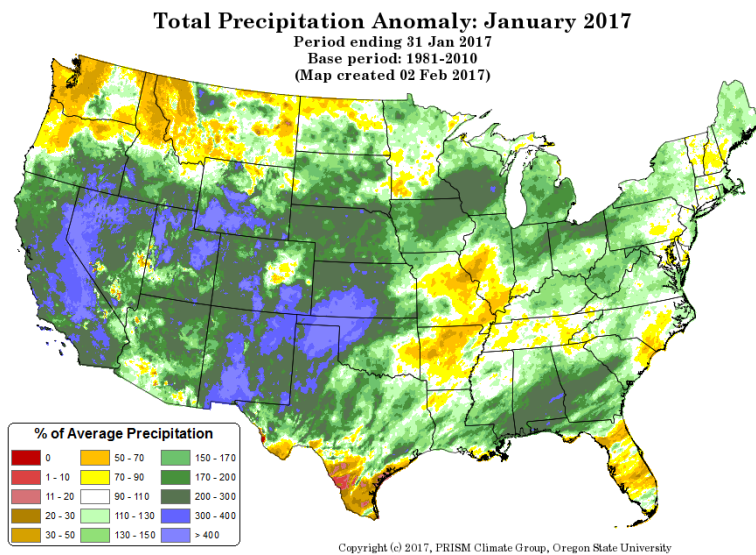 Total Precipitation Anomaly: January 2017
Period ending 31 Jan 2017
Base period: 1981-2010
(Map created 02 Feb 2017)
% of Average Precipitation
0
1 - 10
11 - 20
20 - 30
30 - 50
50 - 70
70 - 90
90 - 110
110 - 130
130 - 150
150 - 170
170 - 200
200 - 300
300 - 400
> 400
Copyright (c) 2017, PRISM Climate Group, Oregon State University